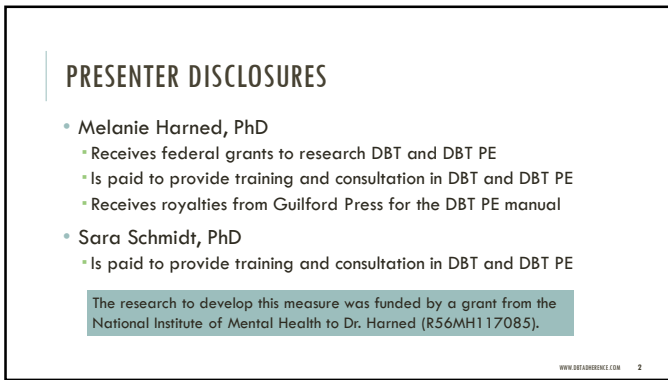 PRESENTER DISCLOSURES
• Melanie Harned, PhD
▪ Receives federal grants to research DBT and DBT PE
▪ Is paid to provide training and consultation in DBT and DBT PE
▪ Receives royalties from Guilford Press for the DBT PE manual
• Sara Schmidt, PhD
▪ Is paid to provide training and consultation in DBT and DBT PE
The research to develop this measure was funded by a grant from the
National Institute of Mental Health to Dr. Harned (R56MH117085).
WWW.DBTADHERENCE.COM 2